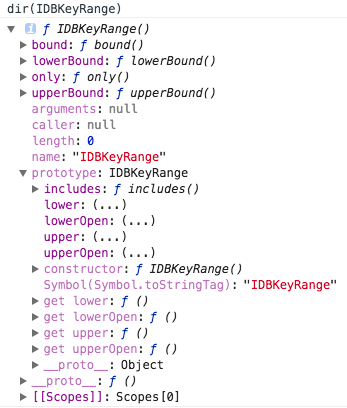 dir(IDBKeyRange)
▼ i ƒ IDBKeyRange()
▶ bound: ƒ bound()
▶ lowerBound: ƒ lowerBound()
▶ only: ƒ only()
▶ upperBound: ƒ upperBound()
arguments: null
caller: null
length: 0
name: "IDBKeyRange"
▼ prototype: IDBKeyRange
▶ includes: ƒ includes()
lower: (...)
lowerOpen: (...)
upper: (...)
upperOpen: (...)
▶ constructor: ƒ IDBKeyRange()
Symbol(Symbol.toStringTag): "IDBKeyRange"
▶ get lower: ƒ ()
▶ get lowerOpen: ƒ ()
▶ get upper: ƒ ()
▶ get upperOpen: ƒ ()
▶ __proto__: Object
▶ __proto__: ƒ ()
▶ [[Scopes]]: Scopes[0]